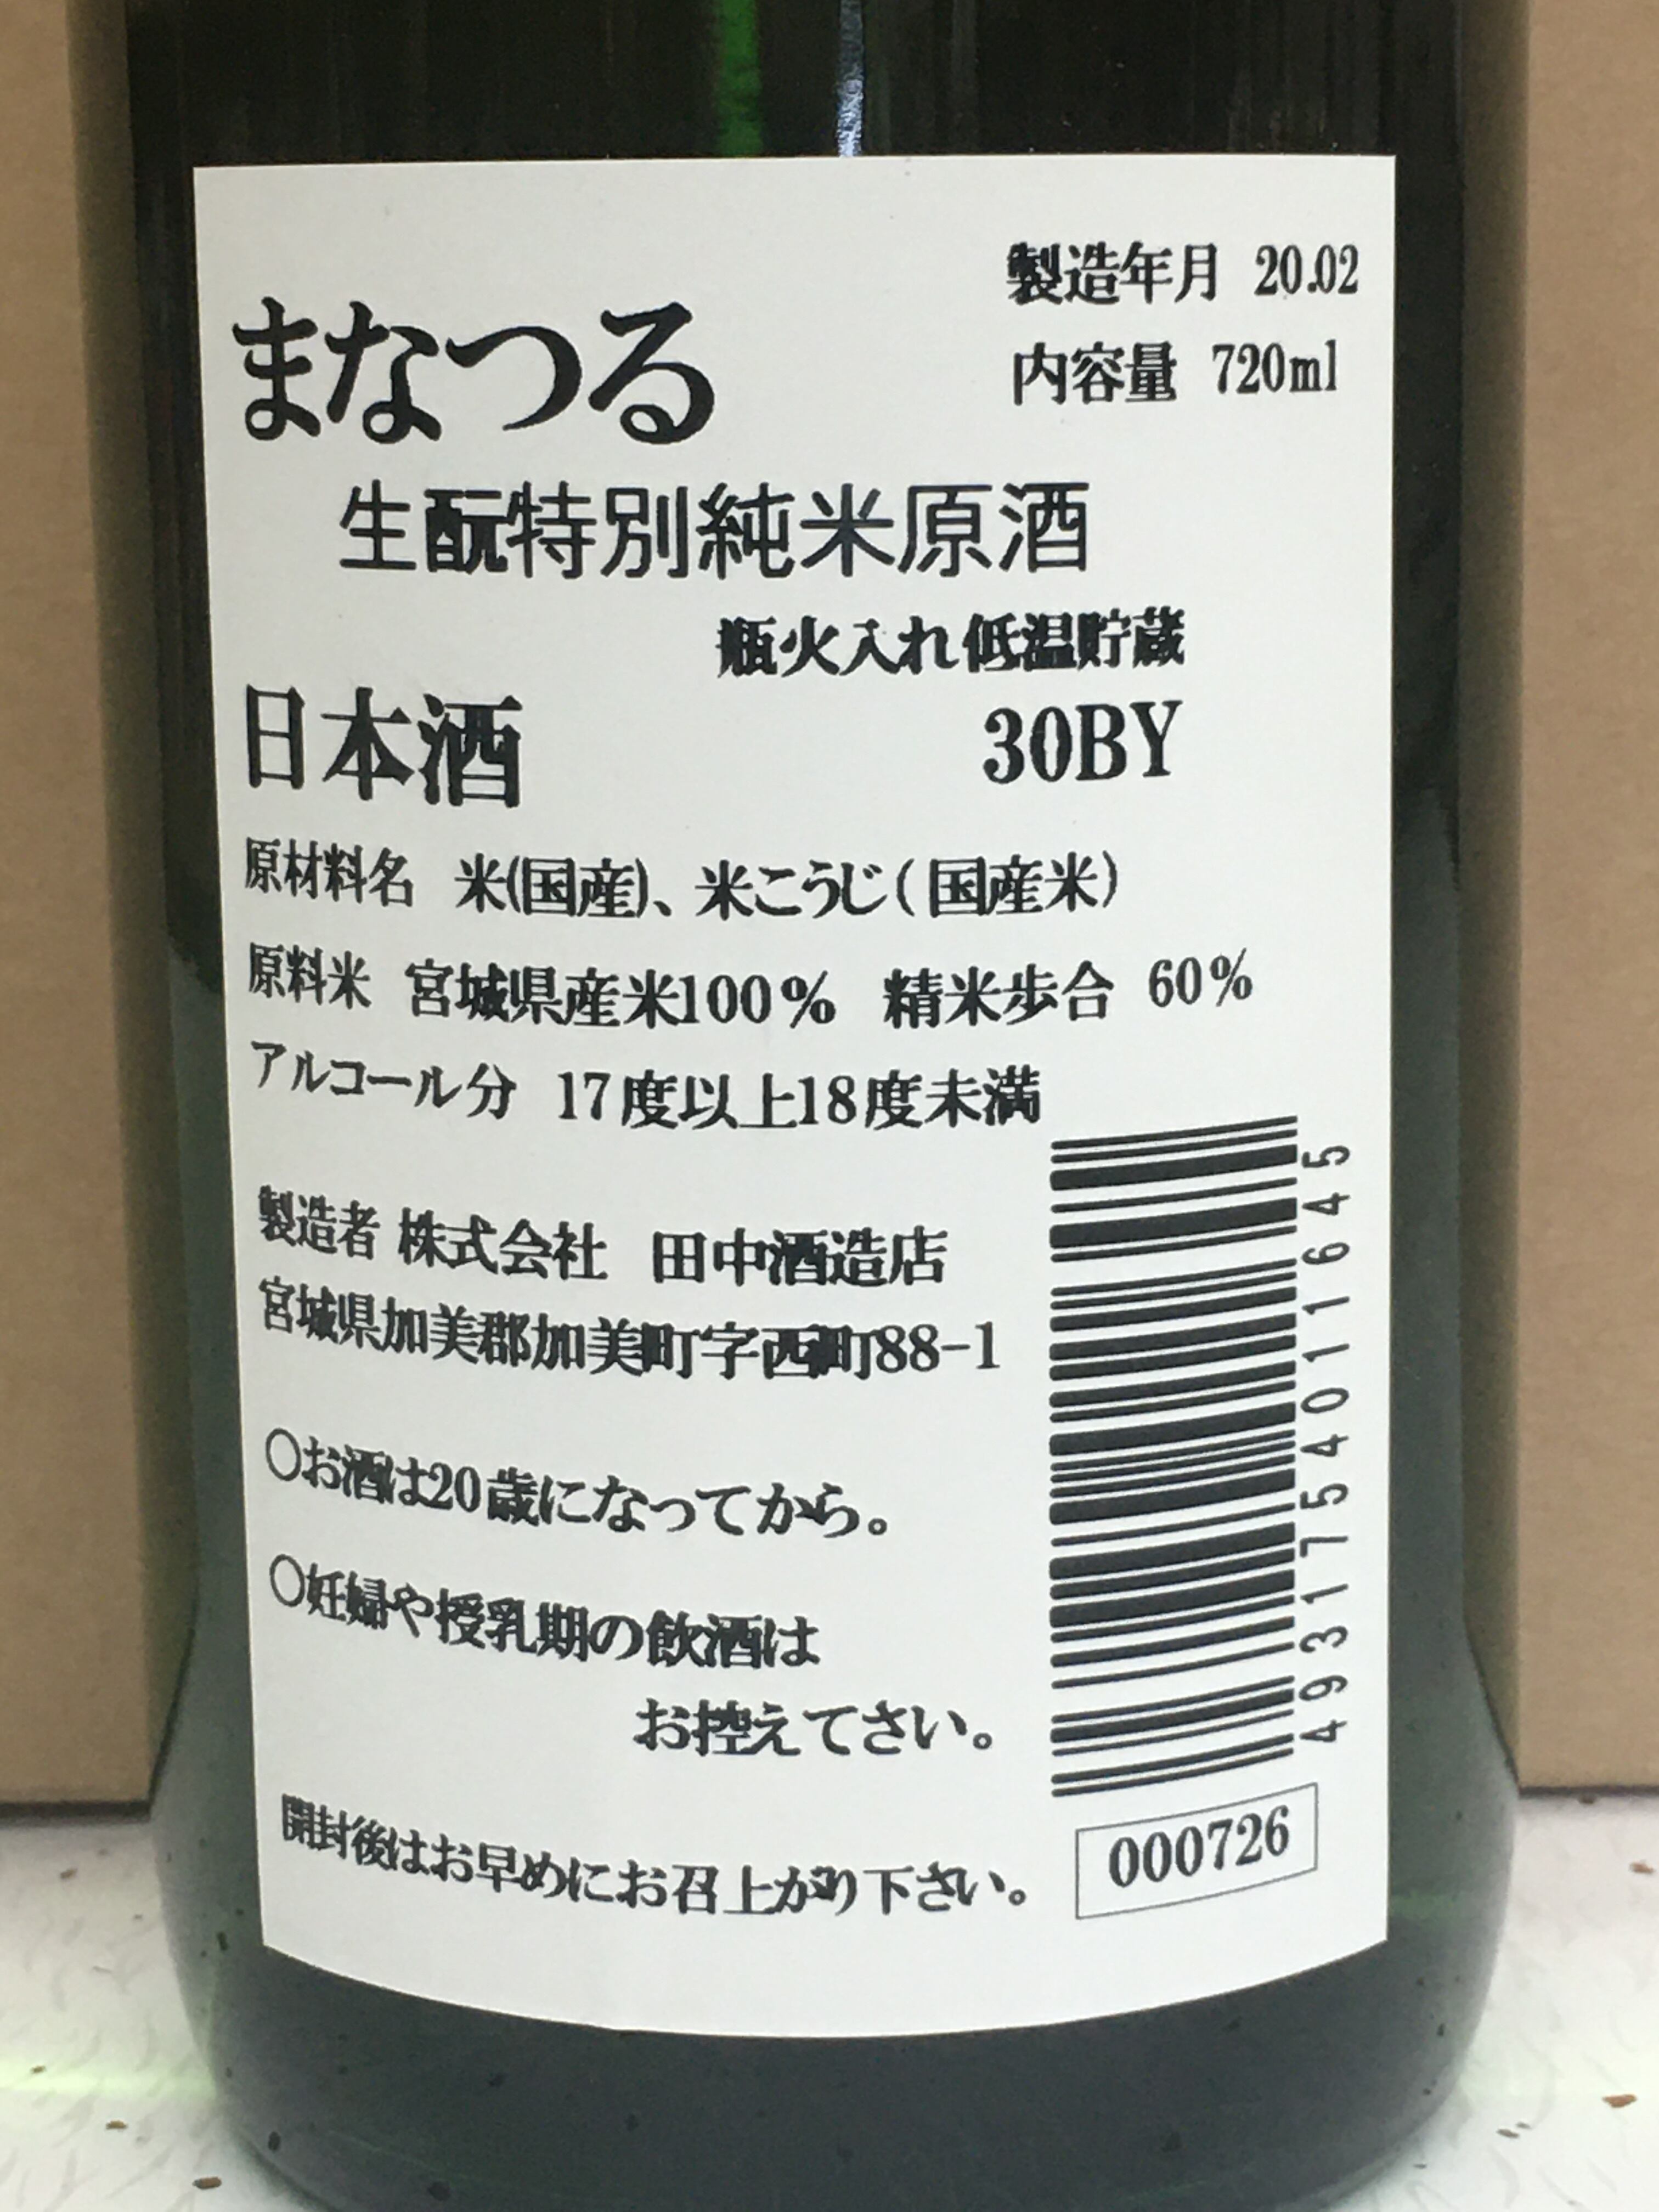 製造年月 20.02
内容量 720ml
まなつる
生酛特別純米原酒
瓶火入れ低温貯蔵
日本酒 30BY
原材料名 米(国産)、米こうじ(国産米)
原料米 宮城県産米100% 精米歩合 60%
アルコール分 17度以上18度未満
製造者 株式会社 田中酒造店
宮城県加美郡加美町字西町88-1
○お酒は20歳になってから。
○妊婦や授乳期の飲酒は
お控えてさい。
開封後はお早めにお召上がり下さい。
4931754011645
000726